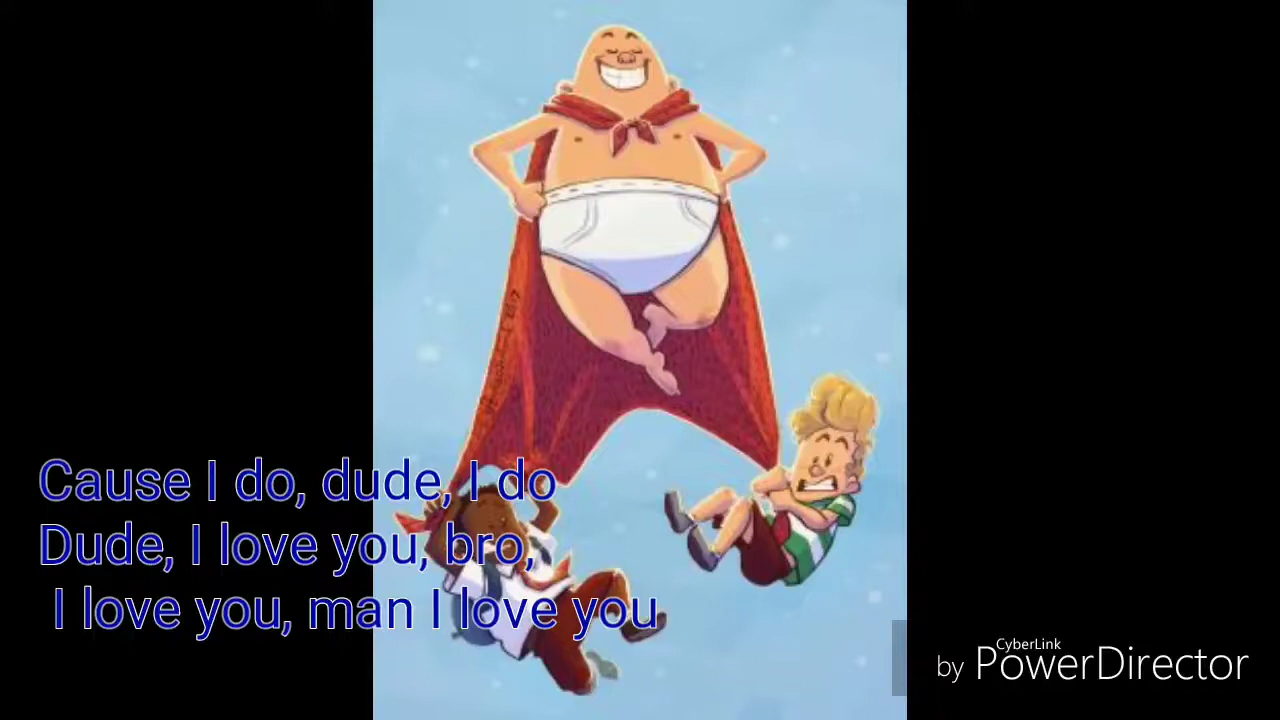 Cause I do, dude, I do
Dude, I love you, bro,
I love you, man I love you
CyberLink
by PowerDirector